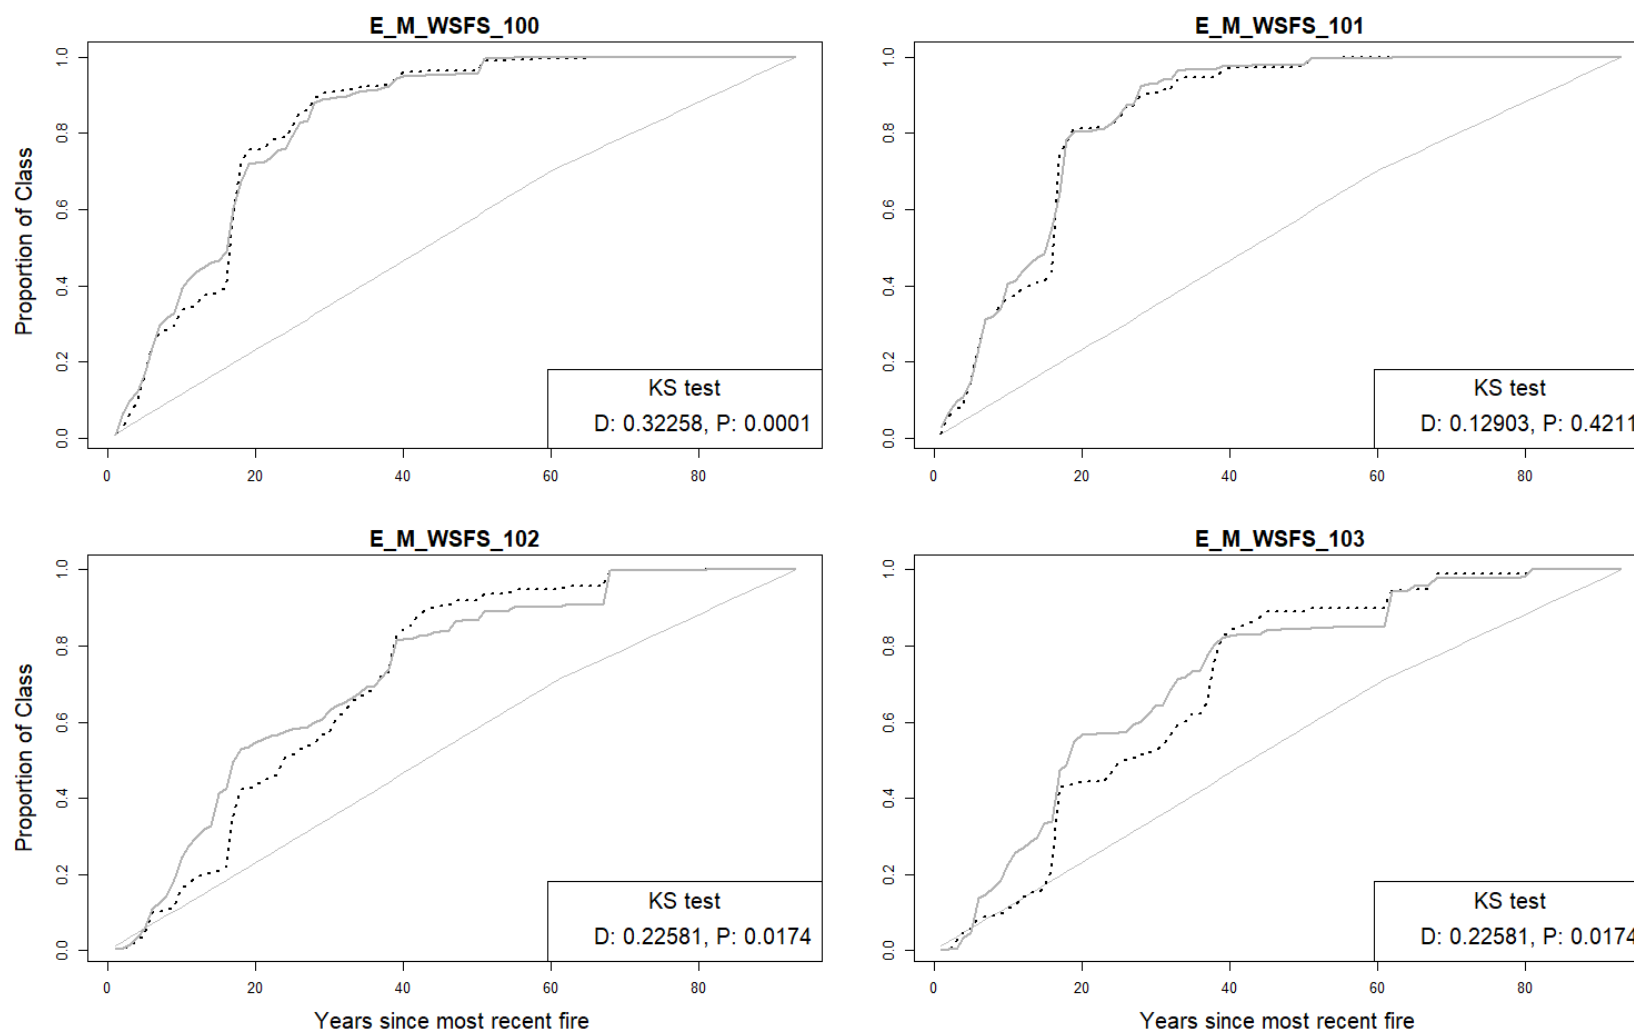 E_M_WSFS_100
Proportion of Class
0.0 0.2 0.4 0.6 0.8 1.0
KS test
D: 0.32258, P: 0.0001
0 20 40 60 80
E_M_WSFS_101
0.0 0.2 0.4 0.6 0.8 1.0
KS test
D: 0.12903, P: 0.4211
0 20 40 60 80
E_M_WSFS_102
Proportion of Class
0.0 0.2 0.4 0.6 0.8 1.0
KS test
D: 0.22581, P: 0.0174
0 20 40 60 80
Years since most recent fire
E_M_WSFS_103
0.0 0.2 0.4 0.6 0.8 1.0
KS test
D: 0.22581, P: 0.0174
0 20 40 60 80
Years since most recent fire